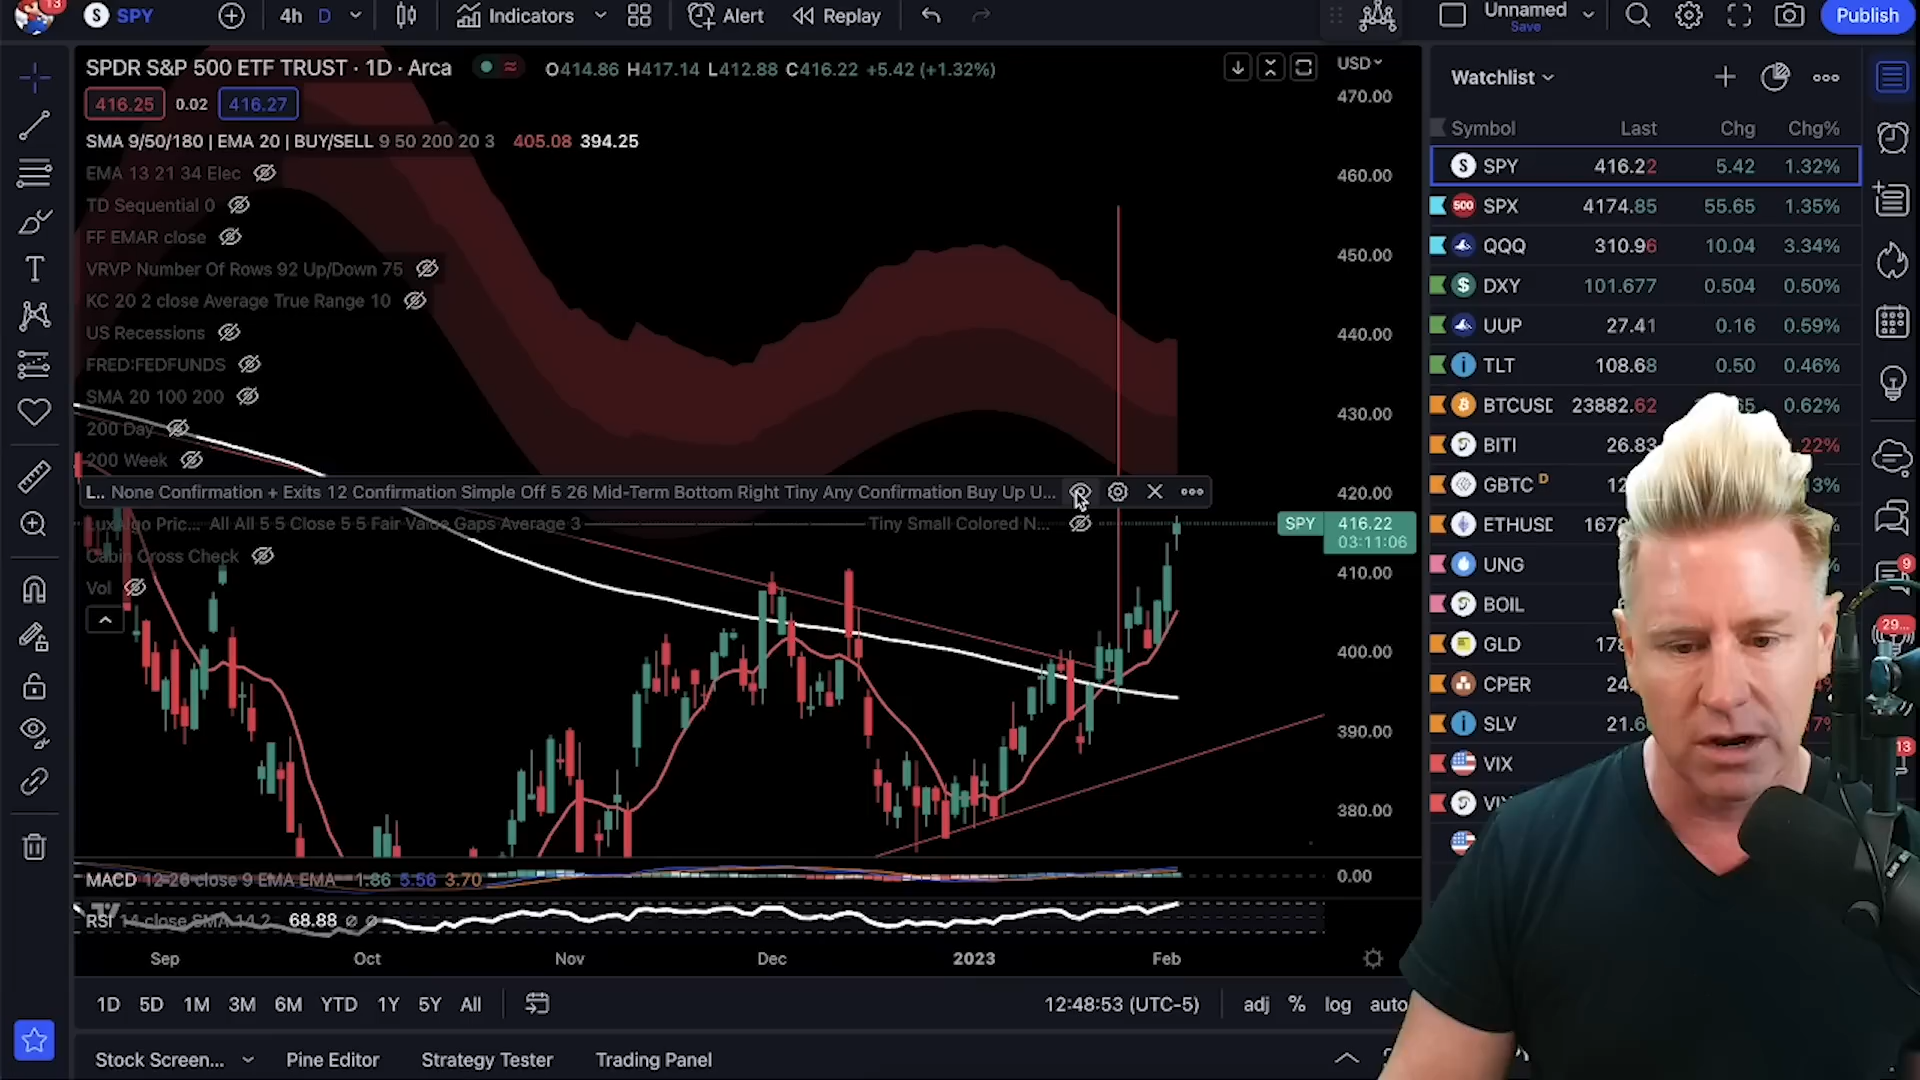 13 S SPY 4h D Indicators Alert Replay Unnamed Save Publish
SPDR S&P 500 ETF TRUST · 1D · Arca O414.86 H417.14 L412.88 C416.22 +5.42 (+1.32%)
416.25 0.02 416.27
SMA 9/50/180 | EMA 20 | BUY/SELL 9 50 200 20 3 405.08 394.25
EMA 13 21 34 Elec
TD Sequential 0
FF EMAR close
VRVP Number Of Rows 92 Up/Down 75
KC 20 2 close Average True Range 10
US Recessions
FRED:FEDFUNDS
SMA 20 100 200
200 Day
200 Week
L.. None Confirmation + Exits 12 Confirmation Simple Off 5 26 Mid-Term Bottom Right Tiny Any Confirmation Buy Up U...
LuxAlgo Pric... All All 5 5 Close 5 5 Fair Value Gaps Average 3 Tiny Small Colored N...
Cabin Cross Check
Vol
USD
470.00
460.00
450.00
440.00
430.00
420.00
SPY 416.22
03:11:06
410.00
400.00
390.00
380.00
MACD 12 26 close 9 EMA EMA 1.86 5.56 3.70 0.00
RSI 14 close SMA 14 2 68.88 ∅ ∅
Sep Oct Nov Dec 2023 Feb
1D 5D 1M 3M 6M YTD 1Y 5Y All 12:48:53 (UTC-5) adj % log auto
Stock Screen... Pine Editor Strategy Tester Trading Panel
Watchlist
Symbol Last Chg Chg%
S SPY 416.22 5.42 1.32%
500 SPX 4174.85 55.65 1.35%
QQQ 310.96 10.04 3.34%
$ DXY 101.677 0.504 0.50%
UUP 27.41 0.16 0.59%
TLT 108.68 0.50 0.46%
BTCUSD 23882.62 0.62%
BITI 26.83
GBTC D
ETHUSD
UNG
BOIL
GLD
CPER
SLV
VIX
9
29...
13